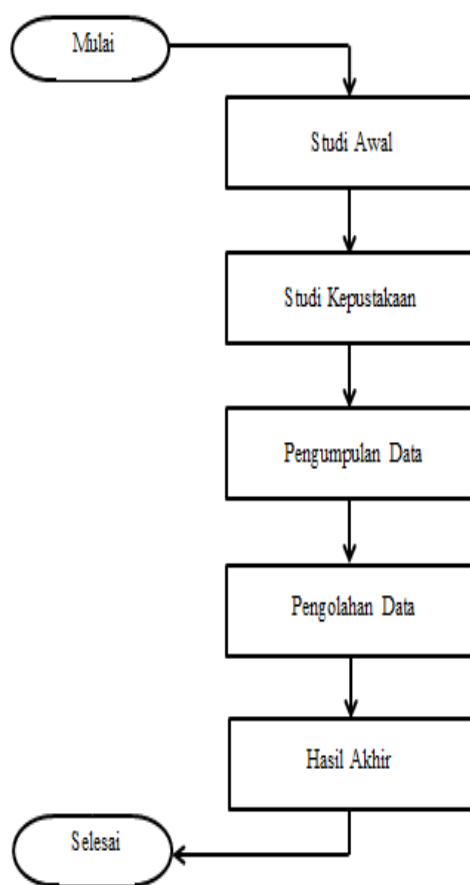 Mulai
Studi Awal
Studi Kepustakaan
Pengumpulan Data
Pengolahan Data
Hasil Akhir
Selesai